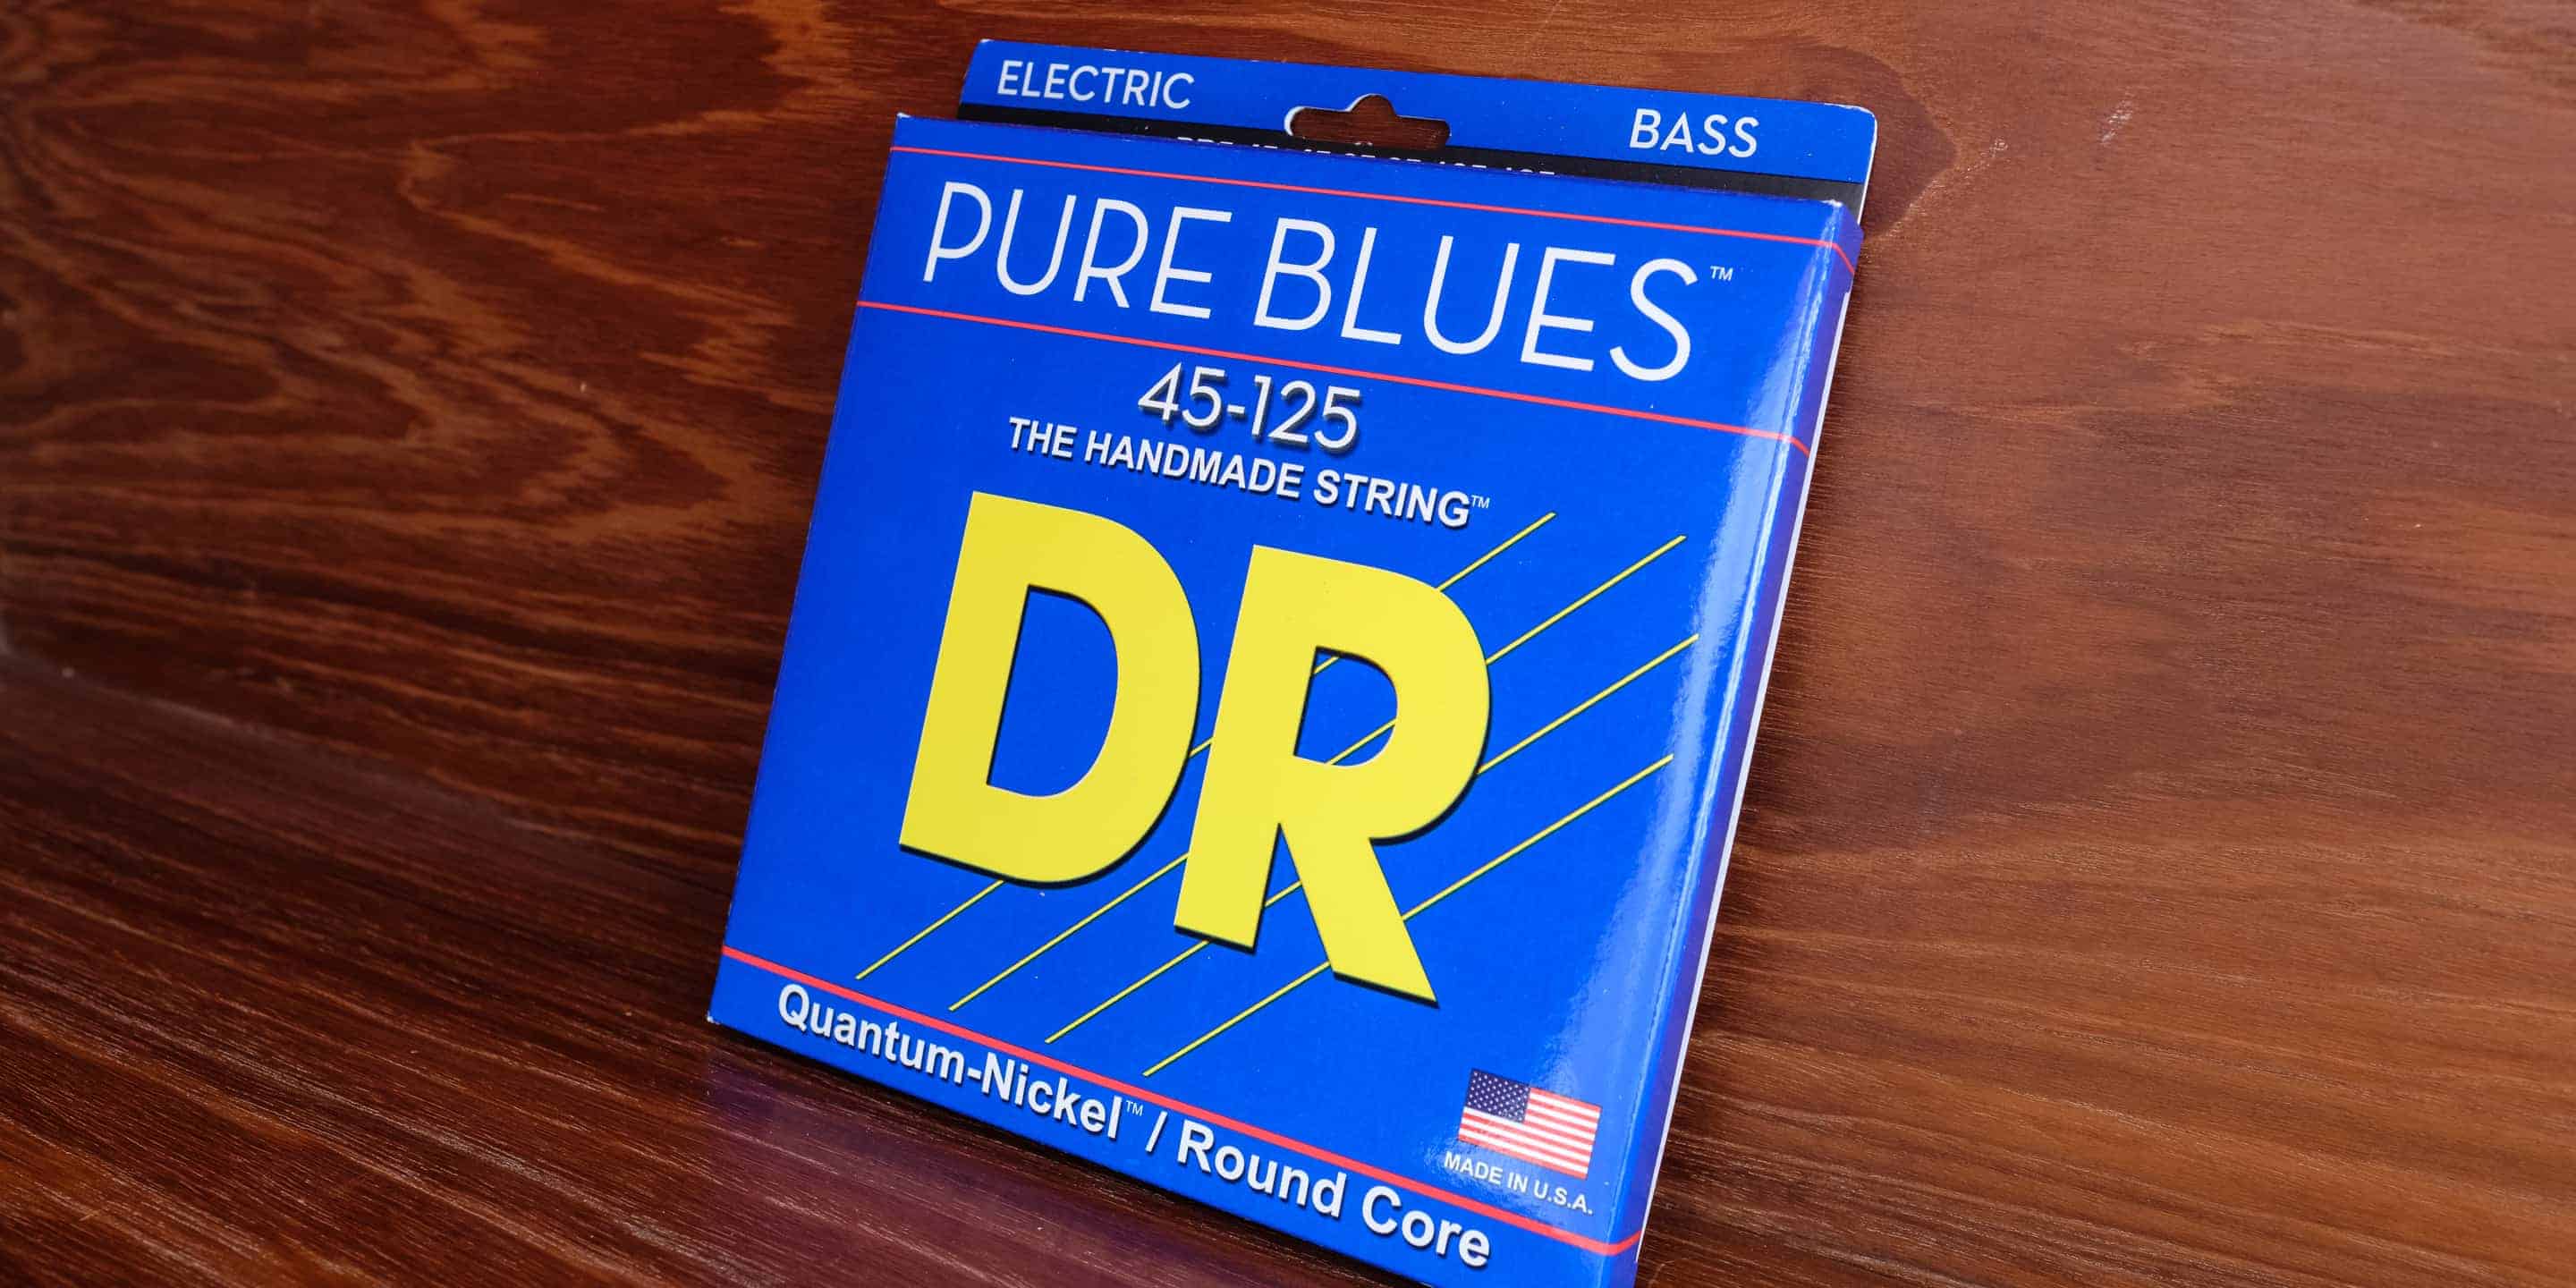 ELECTRIC BASS
PURE BLUES™
45-125
THE HANDMADE STRING™
DR
Quantum-Nickel™ / Round Core
MADE IN U.S.A.